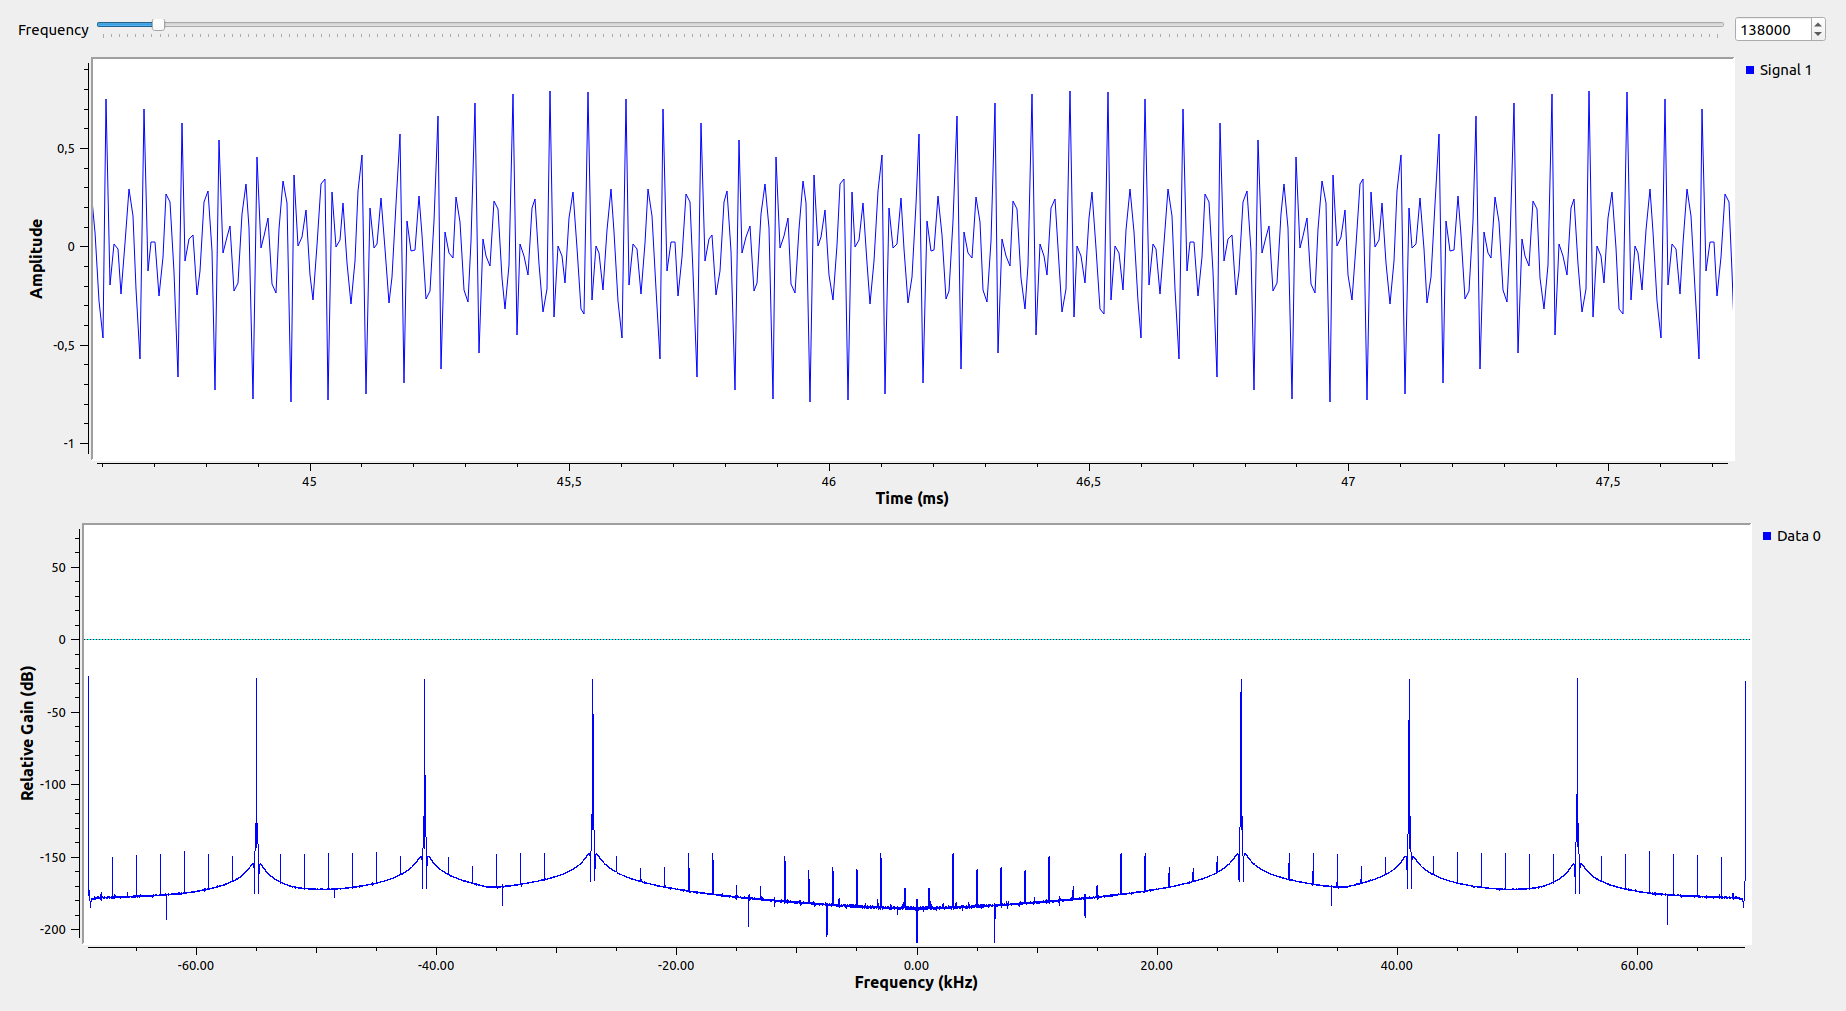 Frequency 138000
Signal 1
0,5
0
-0,5
-1
Amplitude
45 45,5 46 46,5 47 47,5
Time (ms)
Data 0
50
0
-50
-100
-150
-200
Relative Gain (dB)
-60.00 -40.00 -20.00 0.00 20.00 40.00 60.00
Frequency (kHz)